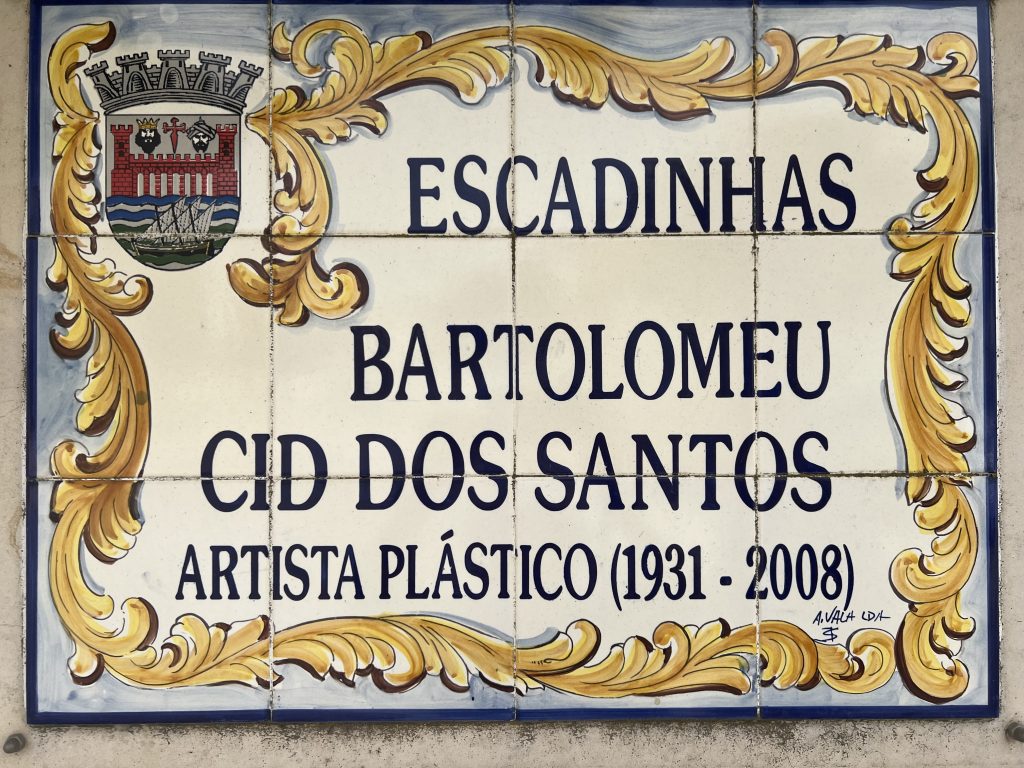 ESCADINHAS
BARTOLOMEU
CID DOS SANTOS
ARTISTA PLÁSTICO (1931 - 2008)
A. VALA LDA